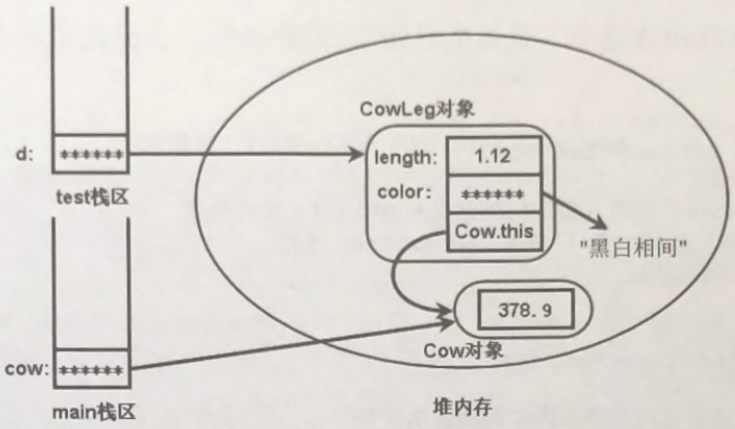 CowLeg对象
d: ******
length: 1.12
color: ******
Cow.this
test栈区
"黑白相间"
378.9
Cow对象
cow: ******
main栈区
堆内存